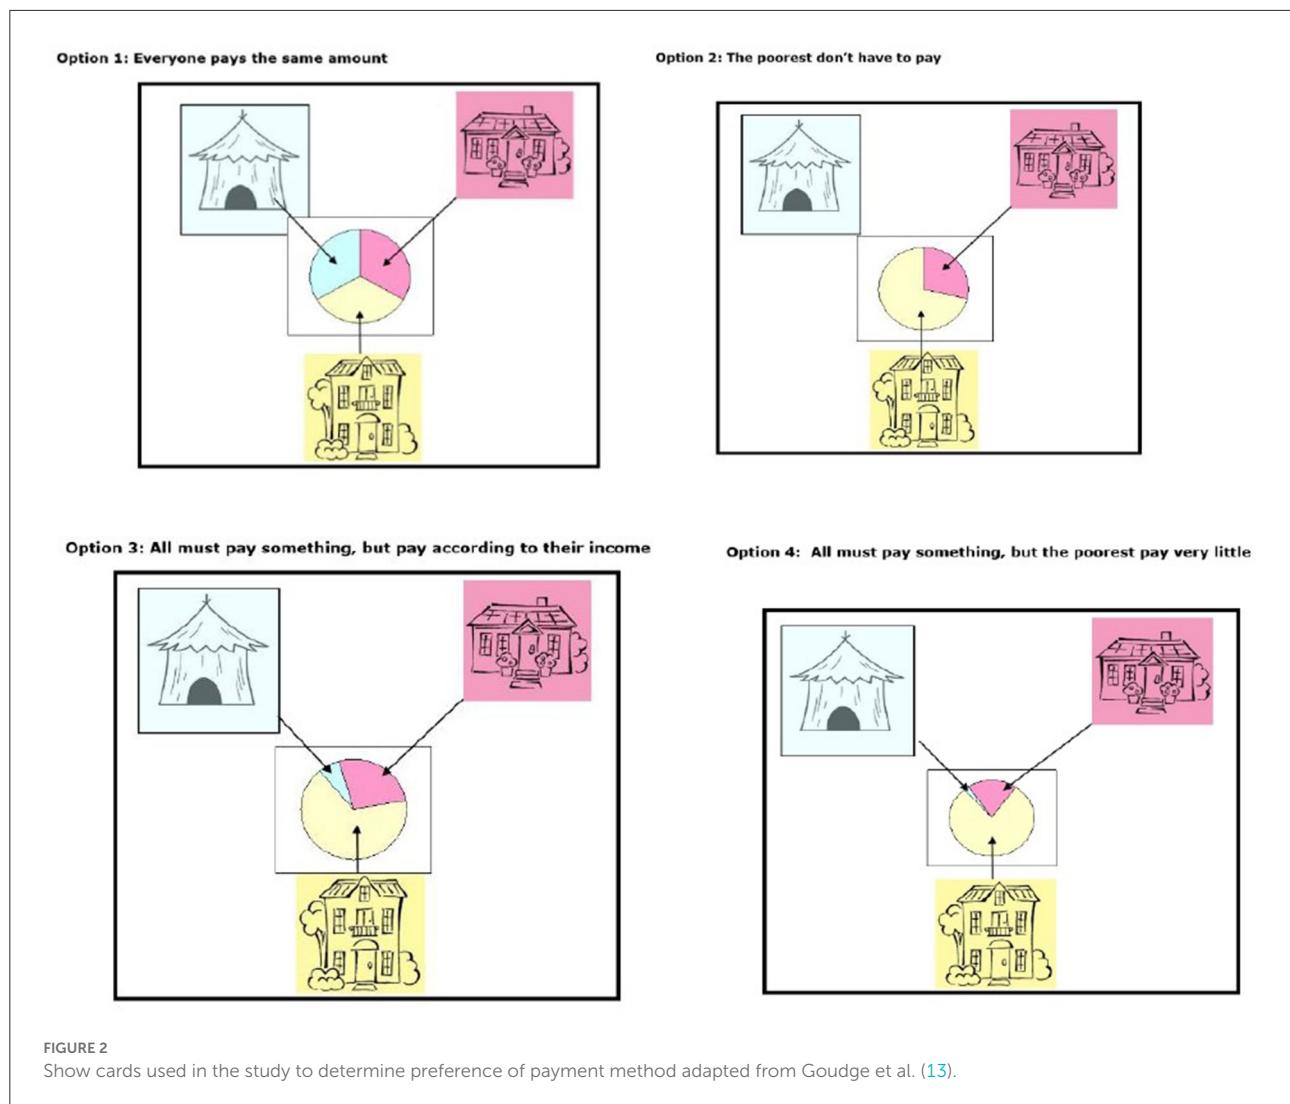 Option 1: Everyone pays the same amount
Option 2: The poorest don't have to pay
Option 3: All must pay something, but pay according to their income
Option 4: All must pay something, but the poorest pay very little
FIGURE 2
Show cards used in the study to determine preference of payment method adapted from Goudge et al. (13).